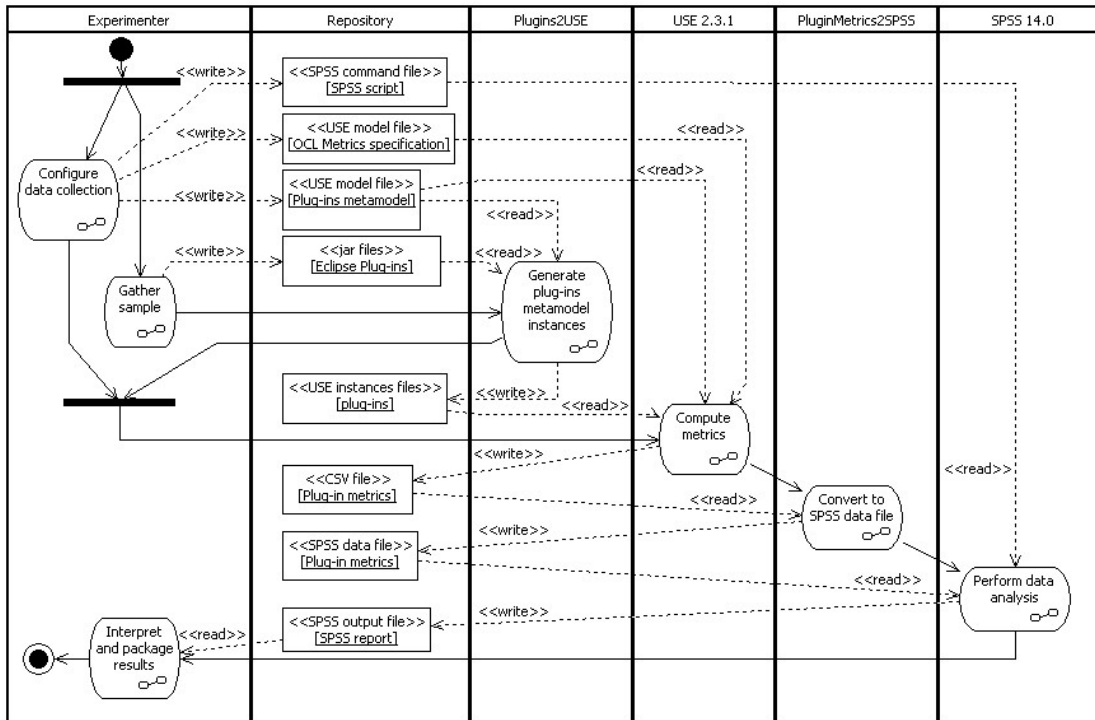 Experimenter
Repository
Plugins2USE
USE 2.3.1
PluginMetrics2SPSS
SPSS 14.0
<<write>>
<<SPSS command file>>
[SPSS script]
<<write>>
<<USE model file>>
[OCL Metrics specification]
<<read>>
Configure
data collection
<<write>>
<<USE model file>>
[Plug-ins metamodel]
<<read>>
<<read>>
<<write>>
<<jar files>>
[Eclipse Plug-ins]
<<read>>
Gather
sample
Generate
plug-ins
metamodel
instances
<<USE instances files>>
[plug-ins]
<<write>>
<<read>>
Compute
metrics
<<write>>
<<CSV file>>
[Plug-in metrics]
<<read>>
<<read>>
Convert to
SPSS data file
<<write>>
<<SPSS data file>>
[Plug-in metrics]
<<read>>
Perform data
analysis
<<write>>
<<SPSS output file>>
[SPSS report]
<<read>>
Interpret
and package
results